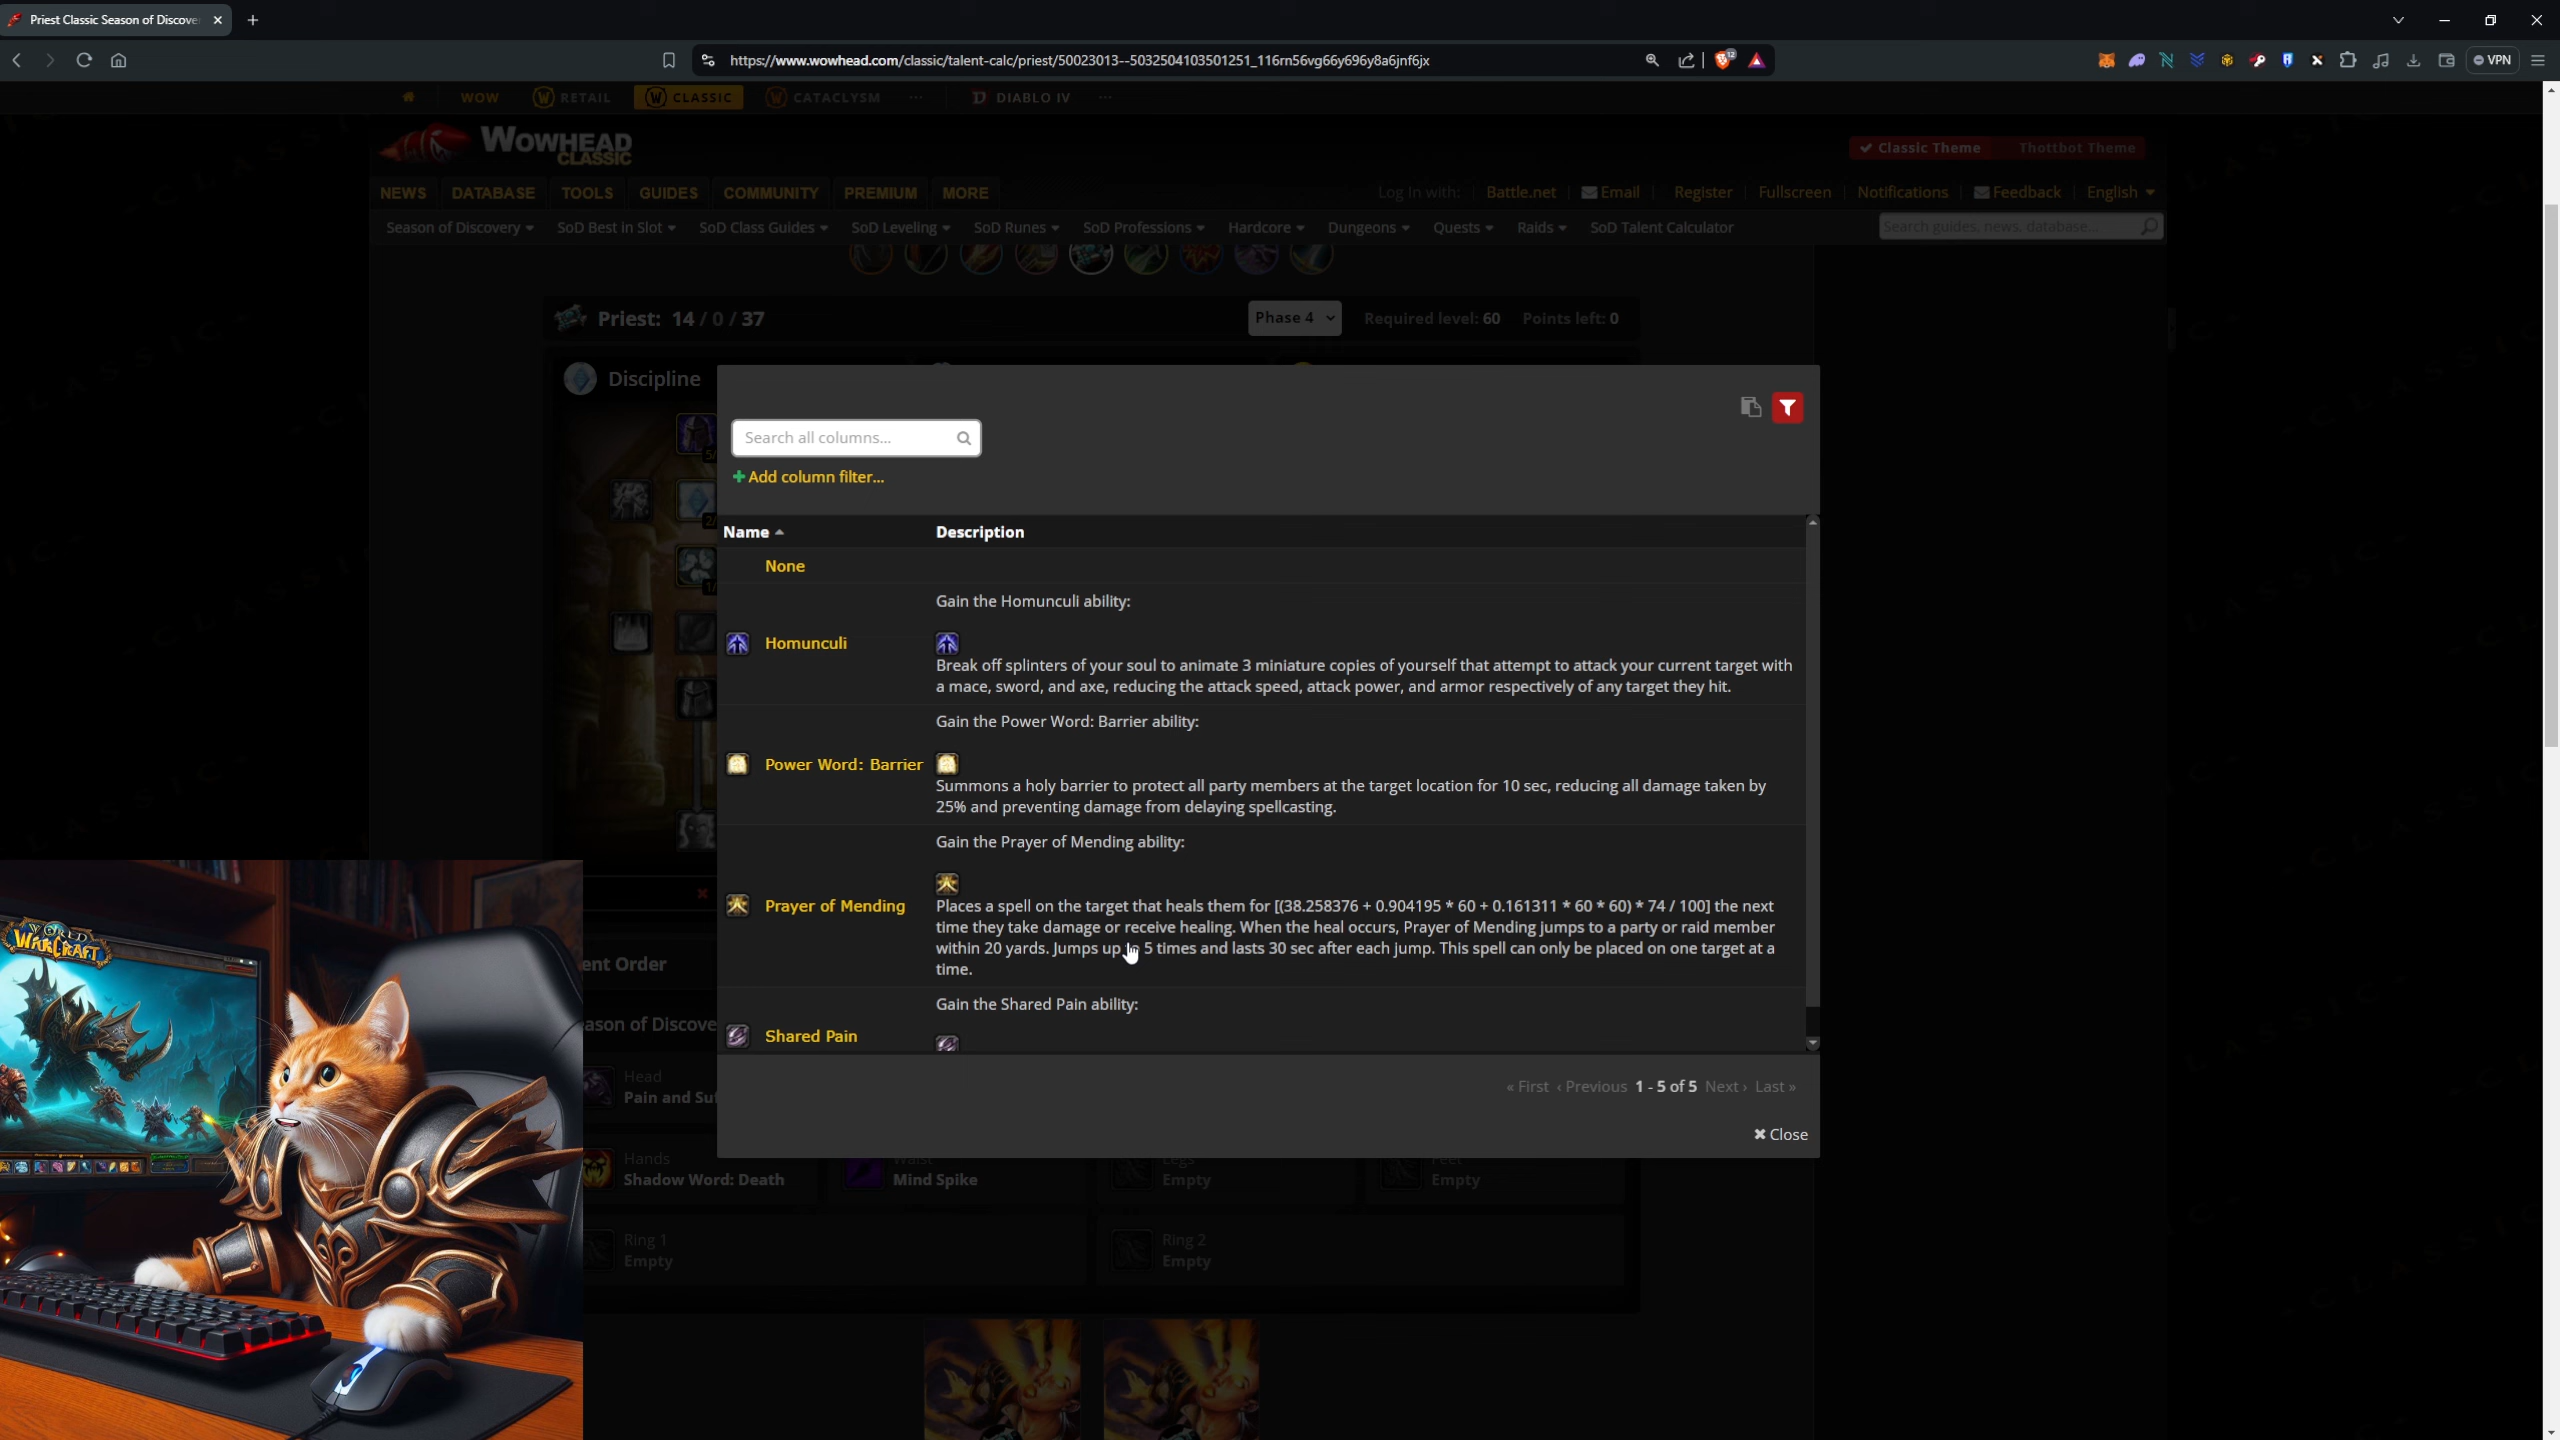 Priest Classic Season of Discove
https://www.wowhead.com/classic/talent-calc/priest/50023013--5032504103501251_116rn56vg66y696y8a6jnf6jx
12
VPN
WOW
RETAIL
CLASSIC
CATACLYSM
DIABLO IV
WOWHEAD
CLASSIC
Classic Theme
Thottbot Theme
NEWS
DATABASE
TOOLS
GUIDES
COMMUNITY
PREMIUM
MORE
Log In with:
Battle.net
Email
Register
Fullscreen
Notifications
Feedback
English
Season of Discovery
SoD Best in Slot
SoD Class Guides
SoD Leveling
SoD Runes
SoD Professions
Hardcore
Dungeons
Quests
Raids
SoD Talent Calculator
Search guides, news, database...
Priest: 14 / 0 / 37
Phase 4
Required level: 60
Points left: 0
Discipline
Search all columns...
Add column filter...
Name
Description
None
Gain the Homunculi ability:
Homunculi
Break off splinters of your soul to animate 3 miniature copies of yourself that attempt to attack your current target with
a mace, sword, and axe, reducing the attack speed, attack power, and armor respectively of any target they hit.
Gain the Power Word: Barrier ability:
Power Word: Barrier
Summons a holy barrier to protect all party members at the target location for 10 sec, reducing all damage taken by
25% and preventing damage from delaying spellcasting.
Gain the Prayer of Mending ability:
Prayer of Mending
Places a spell on the target that heals them for [(38.258376 + 0.904195 * 60 + 0.161311 * 60 * 60) * 74 / 100] the next
time they take damage or receive healing. When the heal occurs, Prayer of Mending jumps to a party or raid member
within 20 yards. Jumps up to 5 times and lasts 30 sec after each jump. This spell can only be placed on one target at a
time.
Gain the Shared Pain ability:
Shared Pain
« First ‹ Previous 1 - 5 of 5 Next › Last »
Close
ent Order
ason of Discove
Head
Pain and Suf
Hands
Shadow Word: Death
Waist
Mind Spike
Legs
Empty
Feet
Empty
Ring 1
Empty
Ring 2
Empty
WORLD
WARCRAFT